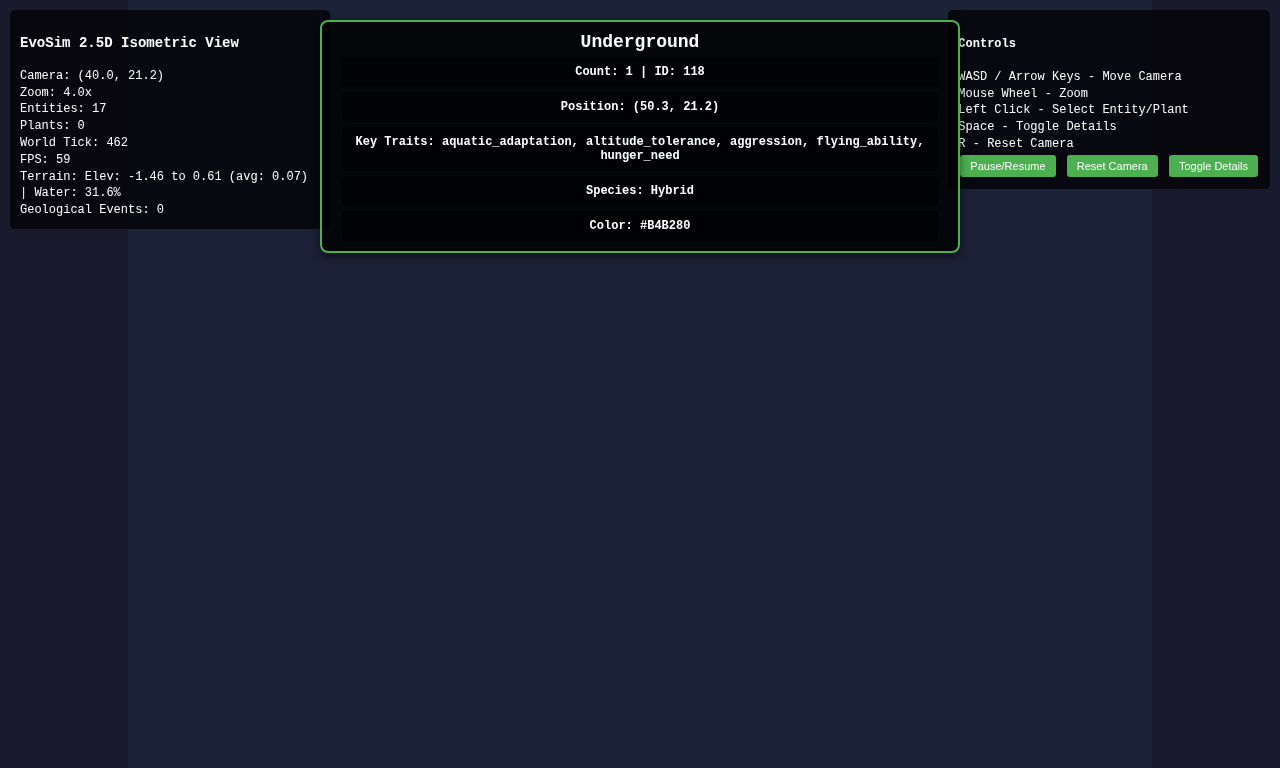 EvoSim 2.5D Isometric View
Camera: (40.0, 21.2)
Zoom: 4.0x
Entities: 17
Plants: 0
World Tick: 462
FPS: 59
Terrain: Elev: -1.46 to 0.61 (avg: 0.07)
| Water: 31.6%
Geological Events: 0
Underground
Count: 1 | ID: 118
Position: (50.3, 21.2)
Key Traits: aquatic_adaptation, altitude_tolerance, aggression, flying_ability,
hunger_need
Species: Hybrid
Color: #B4B280
Controls
WASD / Arrow Keys - Move Camera
Mouse Wheel - Zoom
Left Click - Select Entity/Plant
Space - Toggle Details
R - Reset Camera
Pause/Resume
Reset Camera
Toggle Details